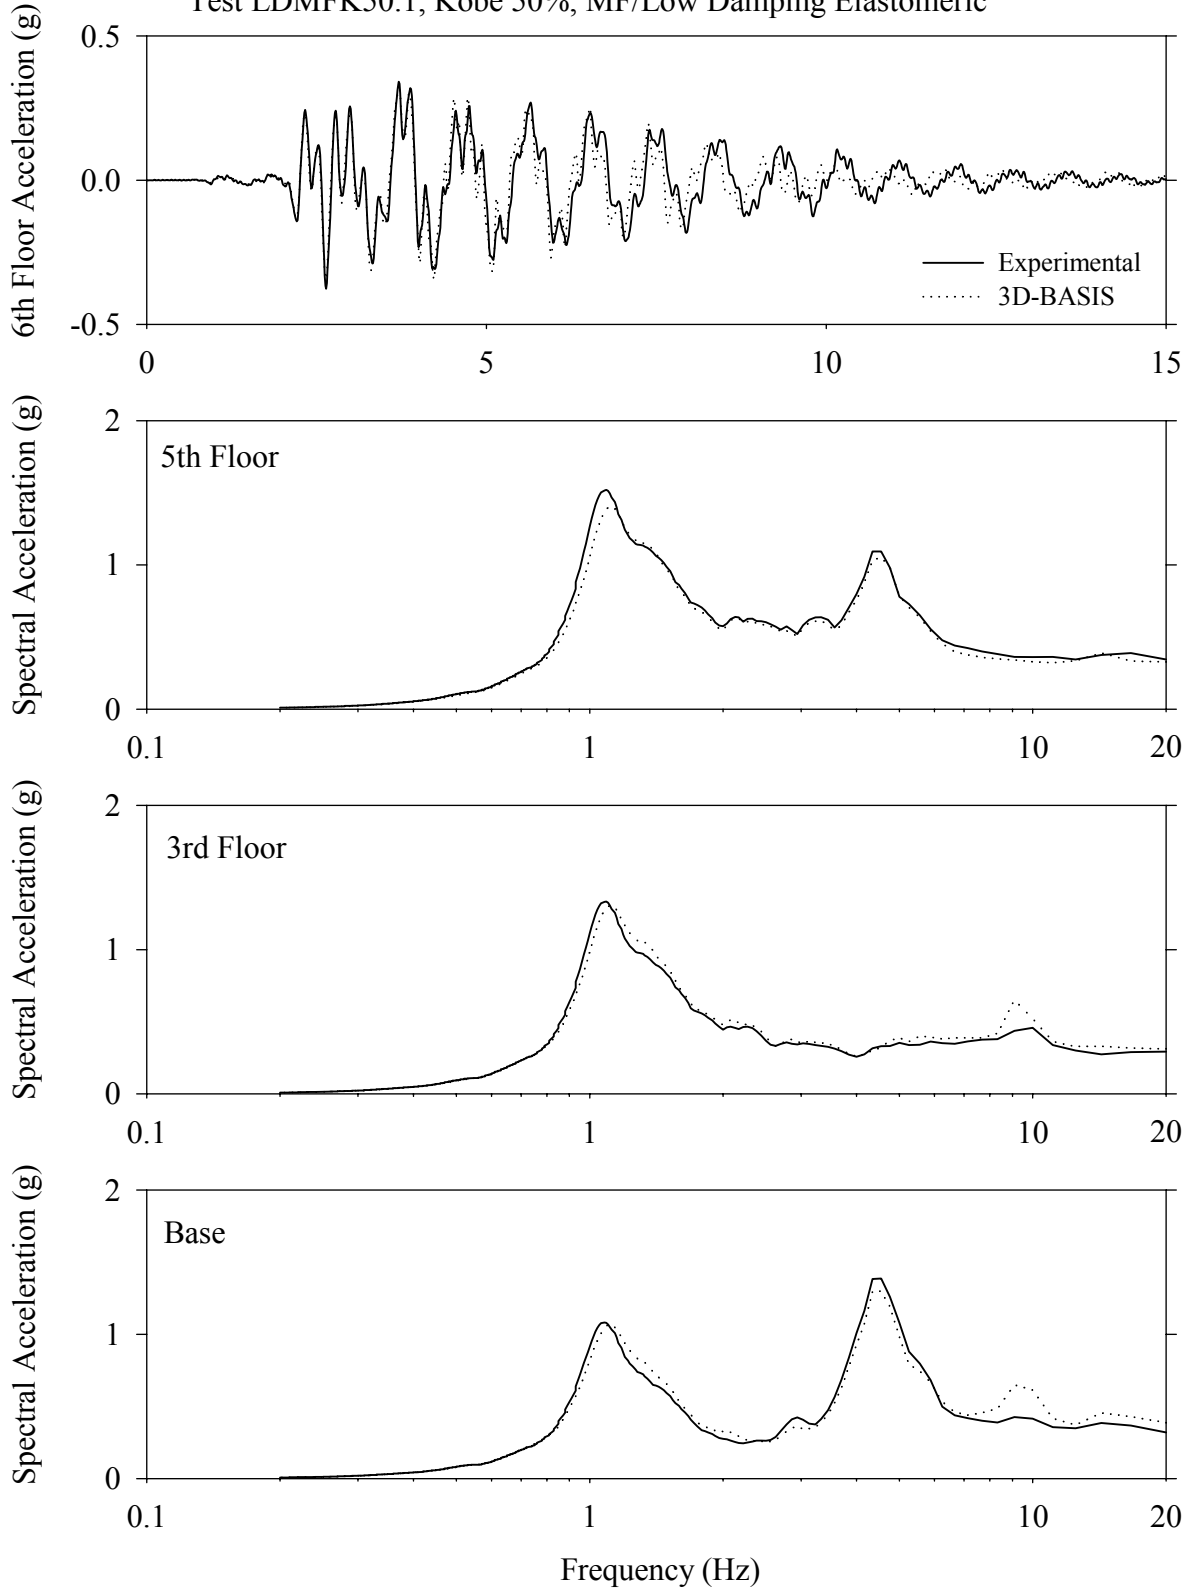 Test LDMFK50.1, Kobe 50%, MF/Low Damping Elastomeric
6th Floor Acceleration (g)
0.5
0.0
-0.5
Experimental
3D-BASIS
0 5 10 15
Spectral Acceleration (g)
2
5th Floor
1
0
0.1 1 10 20
Spectral Acceleration (g)
2
3rd Floor
1
0
0.1 1 10 20
Spectral Acceleration (g)
2
Base
1
0
0.1 1 10 20
Frequency (Hz)